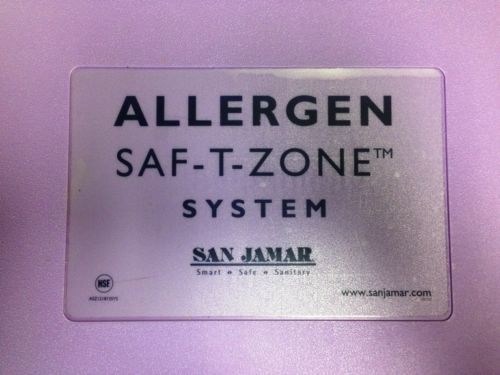 ALLERGEN
SAF-T-ZONE™
SYSTEM
SAN JAMAR
Smart • Safe • Sanitary
NSF
www.sanjamar.com